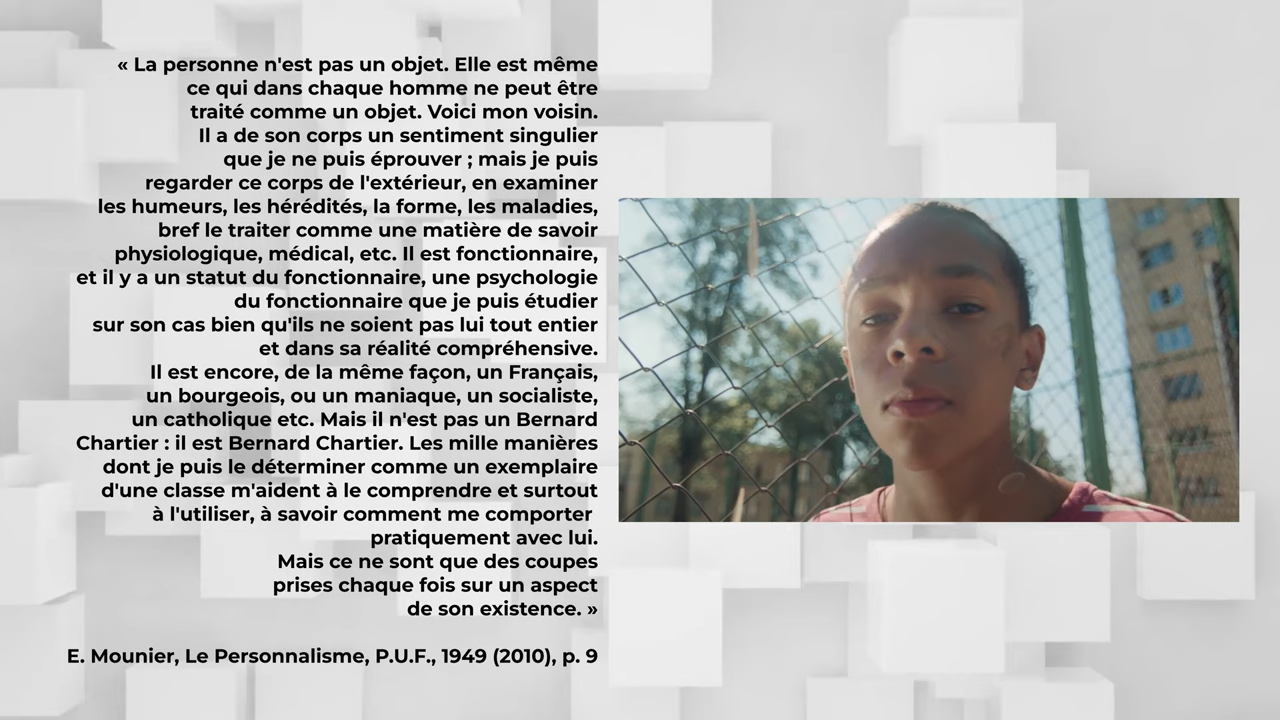 « La personne n'est pas un objet. Elle est même
ce qui dans chaque homme ne peut être
traité comme un objet. Voici mon voisin.
Il a de son corps un sentiment singulier
que je ne puis éprouver ; mais je puis
regarder ce corps de l'extérieur, en examiner
les humeurs, les hérédités, la forme, les maladies,
bref le traiter comme une matière de savoir
physiologique, médical, etc. Il est fonctionnaire,
et il y a un statut du fonctionnaire, une psychologie
du fonctionnaire que je puis étudier
sur son cas bien qu'ils ne soient pas lui tout entier
et dans sa réalité compréhensive.
Il est encore, de la même façon, un Français,
un bourgeois, ou un maniaque, un socialiste,
un catholique etc. Mais il n'est pas un Bernard
Chartier : il est Bernard Chartier. Les mille manières
dont je puis le déterminer comme un exemplaire
d'une classe m'aident à le comprendre et surtout
à l'utiliser, à savoir comment me comporter
pratiquement avec lui.
Mais ce ne sont que des coupes
prises chaque fois sur un aspect
de son existence. »
E. Mounier, Le Personnalisme, P.U.F., 1949 (2010), p. 9